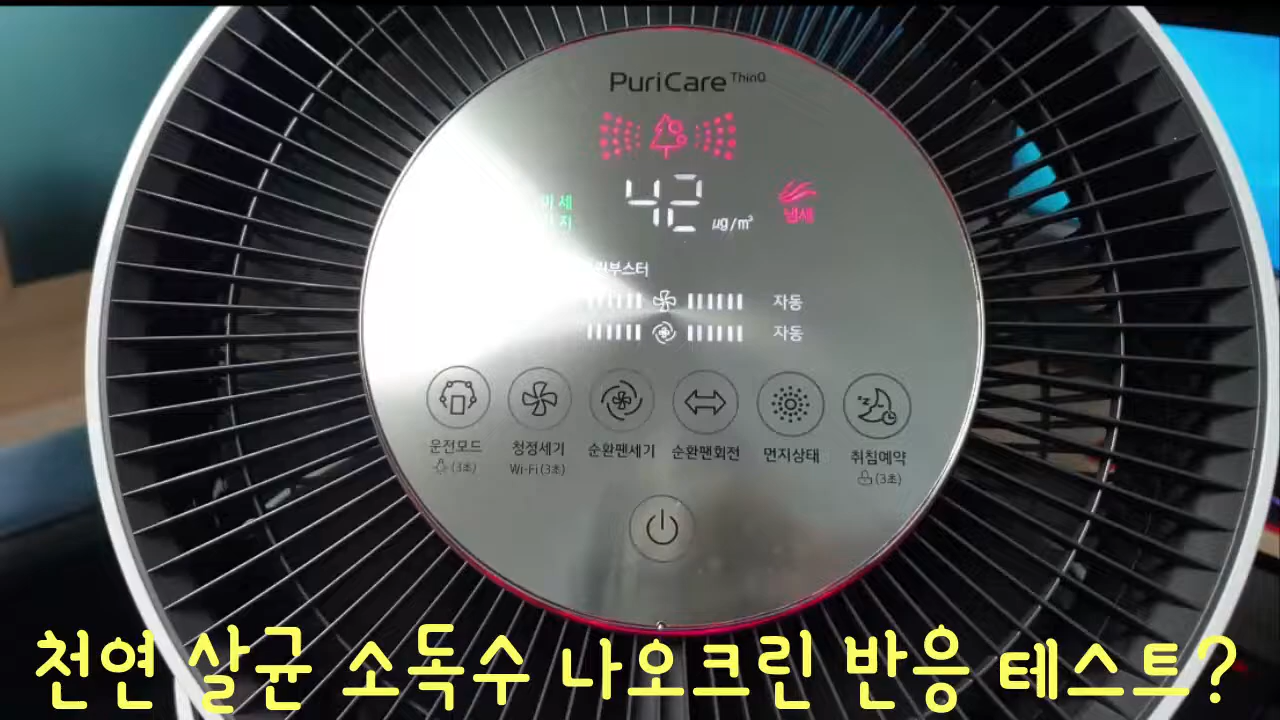 PuriCare ThinQ
42 μg/m³
냄새
부스터
자동
자동
운전모드 청정세기 순환팬세기 순환팬회전 먼지상태 취침예약
(3초) Wi-Fi(3초) (3초)
천연 살균 소독수 나오크린 반응 테스트?